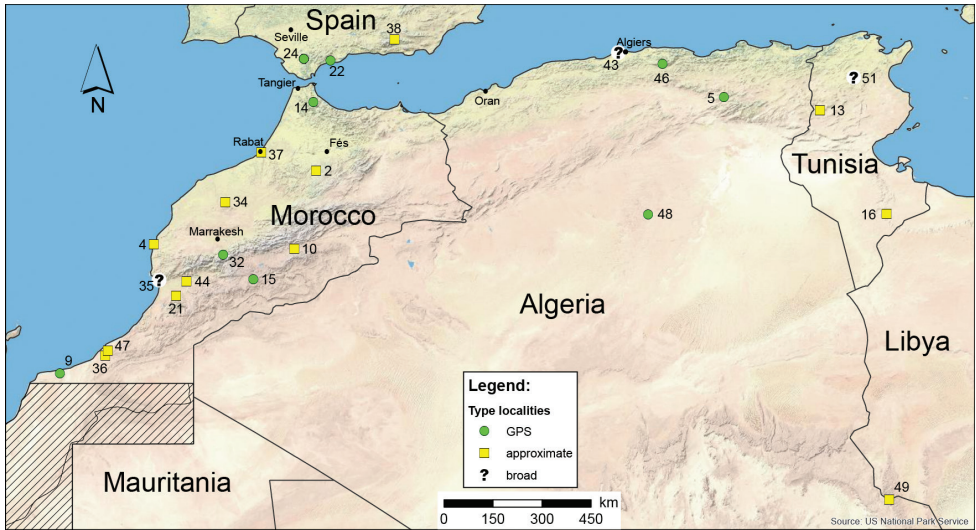 Spain
38
Seville
24
22
Algiers
43
?
46
? 51
Tangier
14
Oran
5
13
N
Rabat
37
Fés
2
Tunisia
34
Morocco
48
16
Marrakesh
4
32
10
35 ?
44
15
21
Algeria
Libya
47
36
9
Legend:
Type localities
GPS
approximate
? broad
Mauritania
km
0 150 300 450
49
Source: US National Park Service